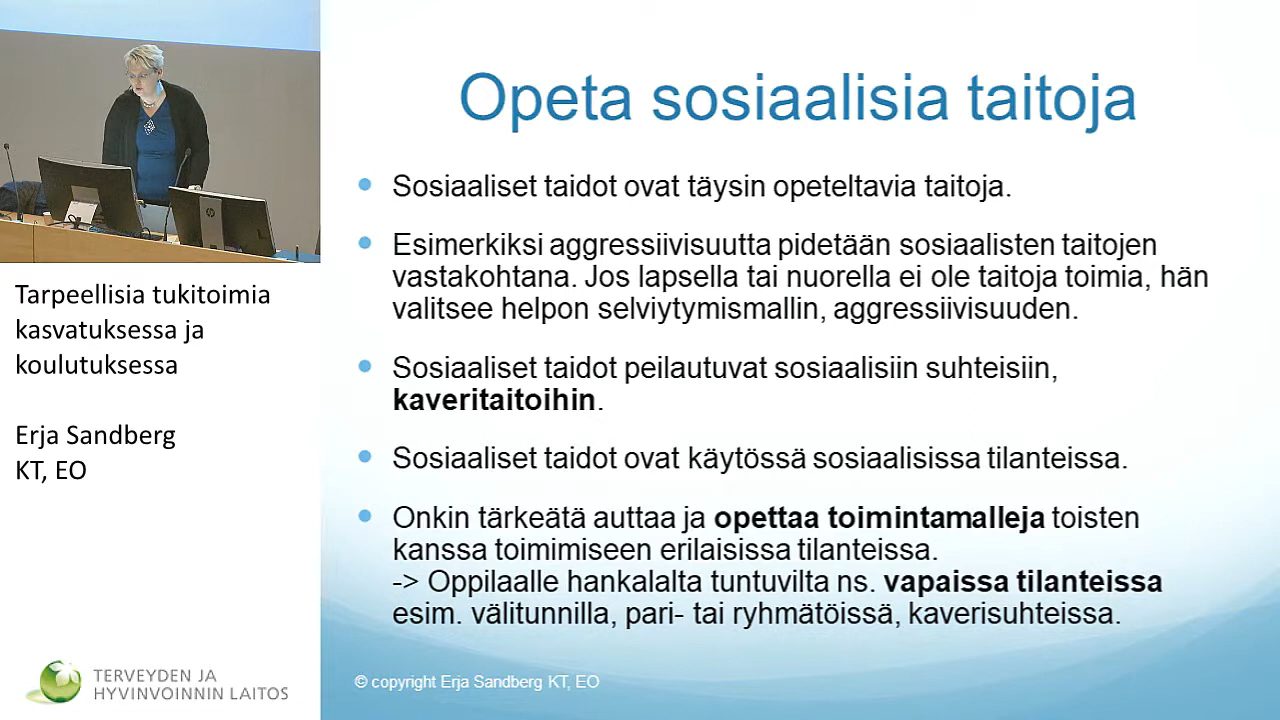 Opeta sosiaalisia taitoja
Sosiaaliset taidot ovat täysin opeteltavia taitoja.
Esimerkiksi aggressiivisuutta pidetään sosiaalisten taitojen
vastakohtana. Jos lapsella tai nuorella ei ole taitoja toimia, hän
valitsee helpon selviytymismallin, aggressiivisuuden.
Sosiaaliset taidot peilautuvat sosiaalisiin suhteisiin,
kaveritaitoihin.
Sosiaaliset taidot ovat käytössä sosiaalisissa tilanteissa.
Onkin tärkeätä auttaa ja opettaa toimintamalleja toisten
kanssa toimimiseen erilaisissa tilanteissa.
-> Oppilaalle hankalalta tuntuvilta ns. vapaissa tilanteissa
esim. välitunnilla, pari- tai ryhmätöissä, kaverisuhteissa.
© copyright Erja Sandberg KT, EO
Tarpeellisia tukitoimia
kasvatuksessa ja
koulutuksessa
Erja Sandberg
KT, EO
TERVEYDEN JA
HYVINVOINNIN LAITOS
hp